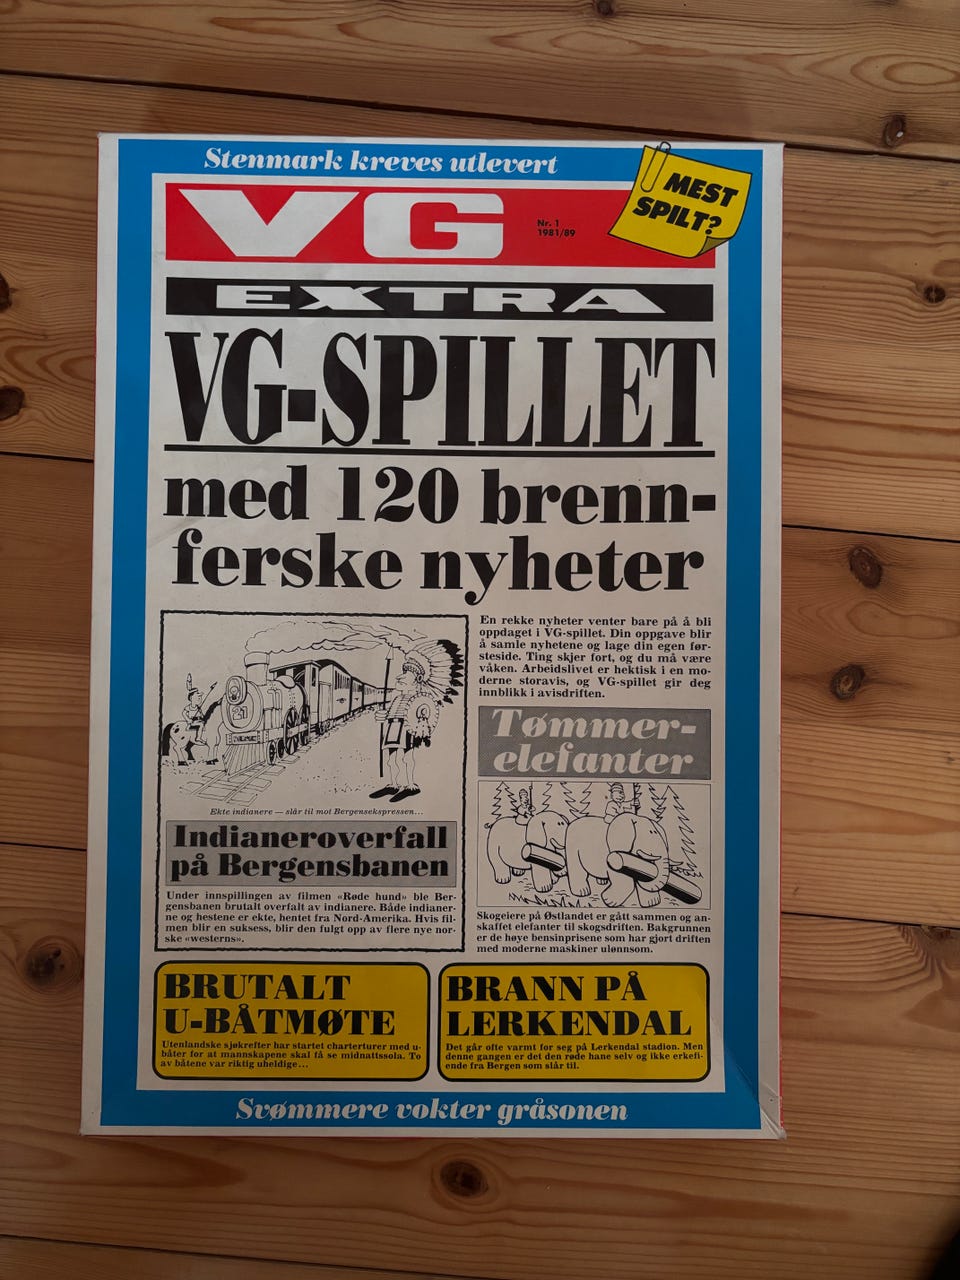 Stenmark kreves utlevert
MEST
SPILT?
VG
Nr. 1
1981/89
EXTRA
VG-SPILLET
med 120 brenn-
ferske nyheter
En rekke nyheter venter bare på å bli
oppdaget i VG-spillet. Din oppgave blir
å samle nyhetene og lage din egen før-
steside. Ting skjer fort, og du må være
våken. Arbeidslivet er hektisk i en mo-
derne storavis, og VG-spillet gir deg
innblikk i avisdriften.
21
Ekte indianere — slår til mot Bergensekspressen...
Indianeroverfall
på Bergensbanen
Under innspillingen av filmen «Røde hund» ble Ber-
gensbanen brutalt overfalt av indianere. Både indianer-
ne og hestene er ekte, hentet fra Nord-Amerika. Hvis fil-
men blir en suksess, blir den fulgt opp av flere nye nor-
ske «westerns».
Tømmer-
elefanter
Skogeiere på Østlandet er gått sammen og an-
skaffet elefanter til skogsdriften. Bakgrunnen
er de høye bensinprisene som har gjort driften
med moderne maskiner ulønnsom.
BRUTALT
U-BÅTMØTE
Utenlandske sjøkrefter har startet charterturer med u-
båter for at mannskapene skal få se midnattssola. To
av båtene var riktig uheldige...
BRANN PÅ
LERKENDAL
Det går ofte varmt for seg på Lerkendal stadion. Men
denne gangen er det den røde hane selv og ikke erkefi-
ende fra Bergen som slår til.
Svømmere vokter gråsonen